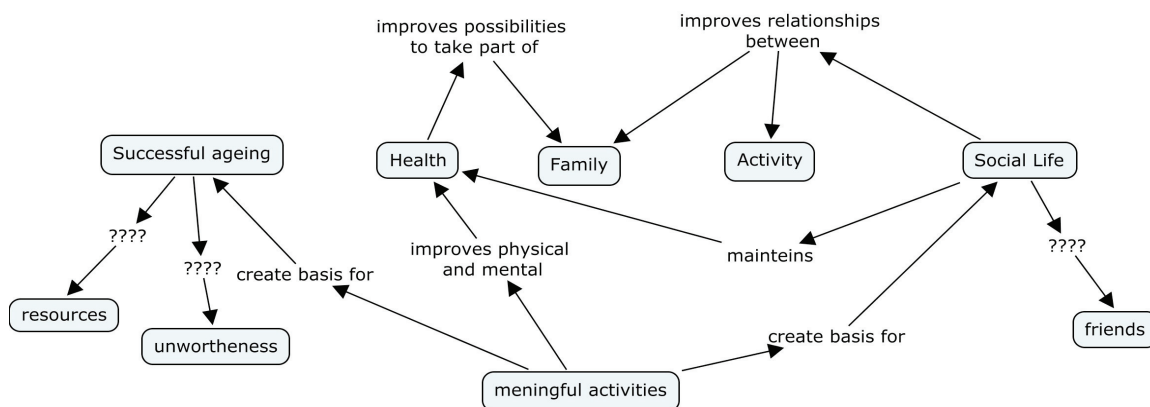 improves possibilities
to take part of
improves relationships
between
Successful ageing
Health
Family
Activity
Social Life
????
????
create basis for
improves physical
and mental
mainteins
????
resources
unwortheness
create basis for
friends
meningful activities